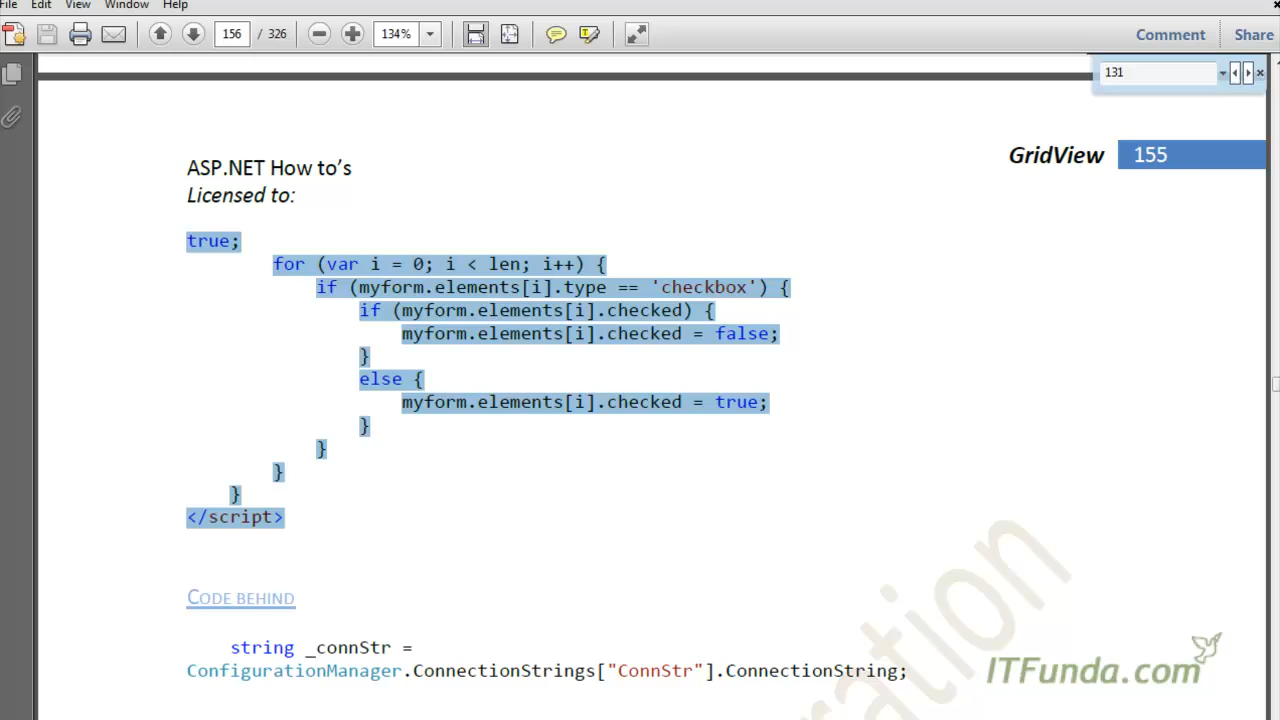 File Edit View Window Help
156 / 326 134% Comment Share
131
GridView 155
ASP.NET How to’s
Licensed to:
true;
for (var i = 0; i < len; i++) {
if (myform.elements[i].type == 'checkbox') {
if (myform.elements[i].checked) {
myform.elements[i].checked = false;
}
else {
myform.elements[i].checked = true;
}
}
}
}
</script>
CODE BEHIND
string _connStr =
ConfigurationManager.ConnectionStrings["ConnStr"].ConnectionString;
ITFunda.com